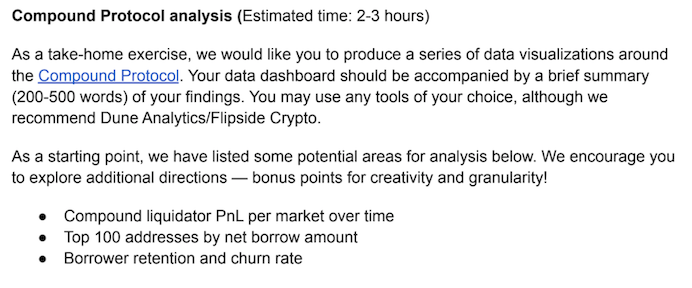 Compound Protocol analysis (Estimated time: 2-3 hours)
As a take-home exercise, we would like you to produce a series of data visualizations around
the Compound Protocol. Your data dashboard should be accompanied by a brief summary
(200-500 words) of your findings. You may use any tools of your choice, although we
recommend Dune Analytics/Flipside Crypto.
As a starting point, we have listed some potential areas for analysis below. We encourage you
to explore additional directions — bonus points for creativity and granularity!
● Compound liquidator PnL per market over time
● Top 100 addresses by net borrow amount
● Borrower retention and churn rate